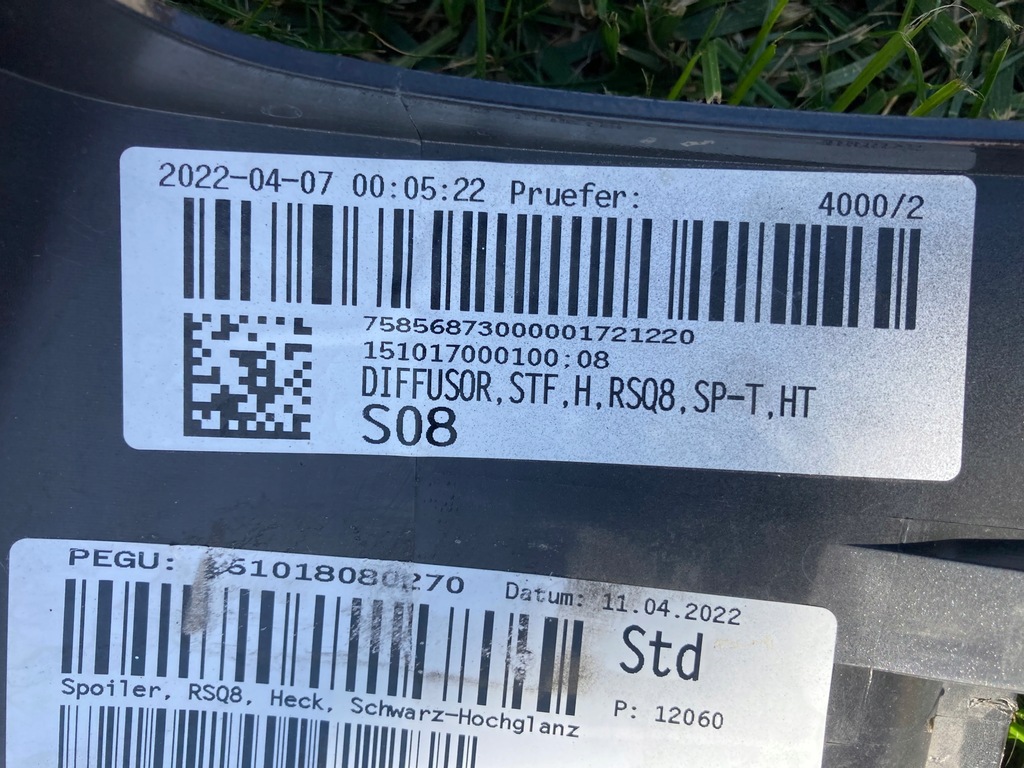 2022-04-07 00:05:22 Pruefer: 4000/2
75856873000001721220
151017000100;08
DIFFUSOR,STF,H,RSQ8,SP-T,HT
S08
PEGU: Datum: 11.04.2022
Std
Spoiler, RSQ8, Heck, Schwarz-Hochglanz
P: 12060